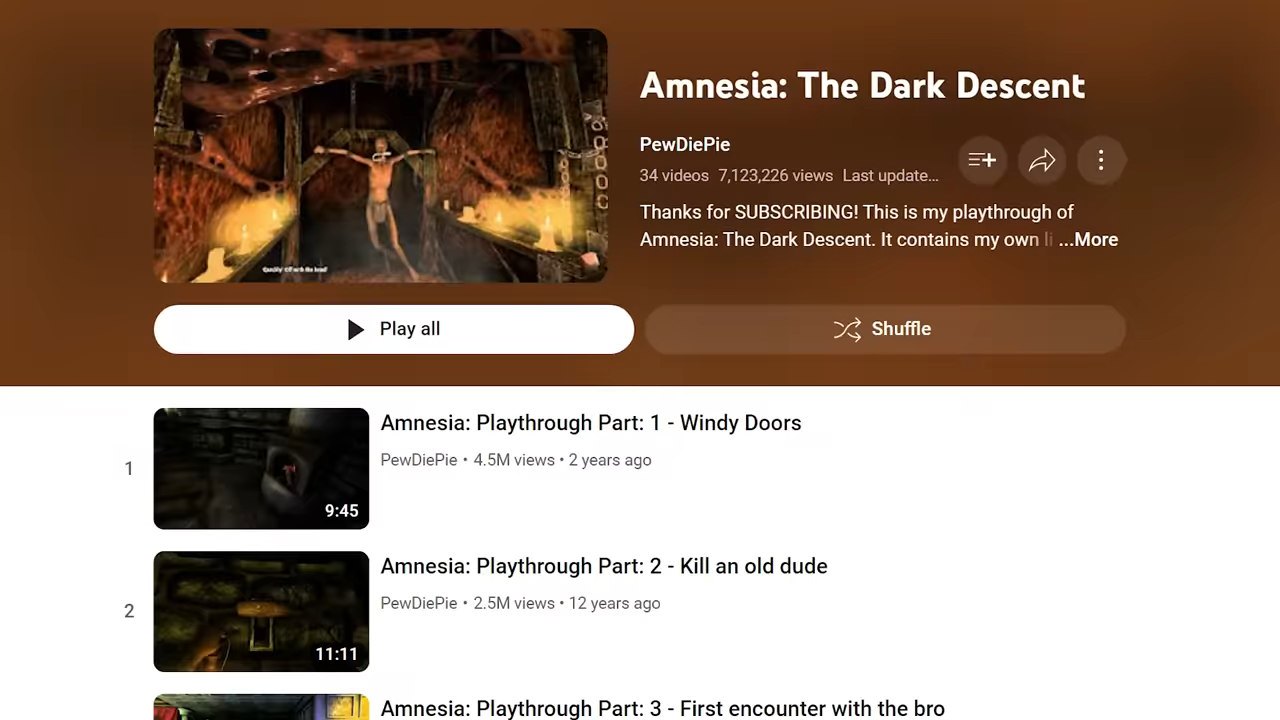 Amnesia: The Dark Descent
PewDiePie
34 videos 7,123,226 views Last update...
Thanks for SUBSCRIBING! This is my playthrough of
Amnesia: The Dark Descent. It contains my own li ...More
Play all
Shuffle
1
9:45
Amnesia: Playthrough Part: 1 - Windy Doors
PewDiePie • 4.5M views • 2 years ago
2
11:11
Amnesia: Playthrough Part: 2 - Kill an old dude
PewDiePie • 2.5M views • 12 years ago
Amnesia: Playthrough Part: 3 - First encounter with the bro